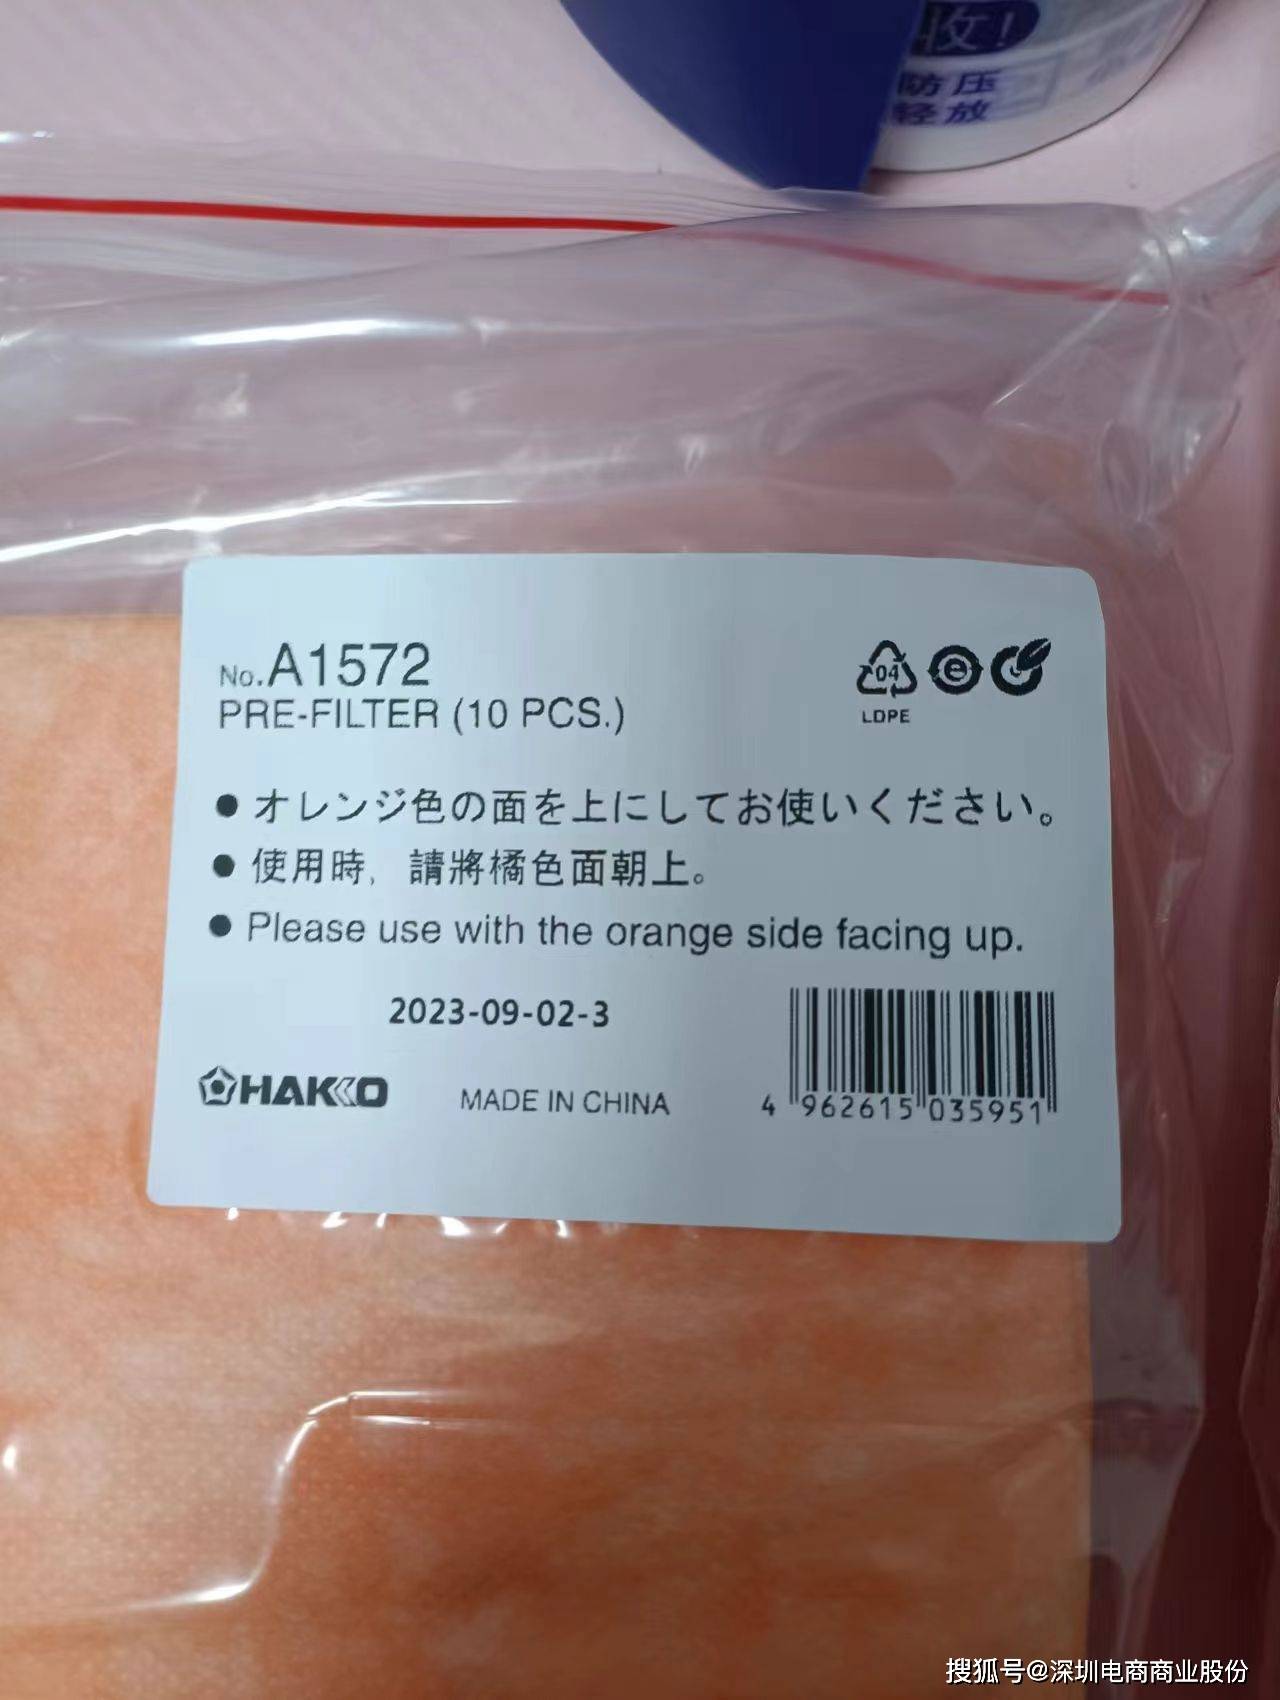 收!
防压
轻放
No.A1572
PRE-FILTER (10 PCS.)
04
LDPE
e
● オレンジ色の面を上にしてお使いください。
● 使用時, 請將橘色面朝上。
● Please use with the orange side facing up.
2023-09-02-3
HAKKO
MADE IN CHINA
4 962615 035951
搜狐号@深圳电商商业股份